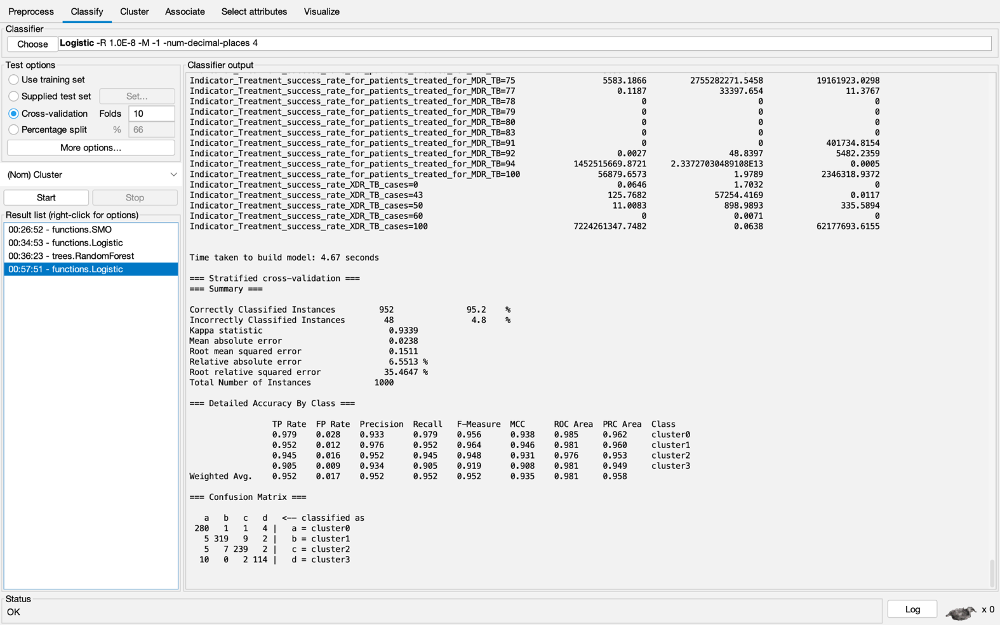 Preprocess Classify Cluster Associate Select attributes Visualize
Classifier
Choose Logistic -R 1.0E-8 -M -1 -num-decimal-places 4
Test options
Use training set
Supplied test set Set...
Cross-validation Folds 10
Percentage split % 66
More options...
(Nom) Cluster
Start Stop
Result list (right-click for options)
00:26:52 - functions.SMO
00:34:53 - functions.Logistic
00:36:23 - trees.RandomForest
00:57:51 - functions.Logistic
Classifier output
Indicator_Treatment_success_rate_for_patients_treated_for_MDR_TB=75 5583.1866 2755282271.5458 19161923.0298
Indicator_Treatment_success_rate_for_patients_treated_for_MDR_TB=77 0.1187 33397.654 11.3767
Indicator_Treatment_success_rate_for_patients_treated_for_MDR_TB=78 0 0 0
Indicator_Treatment_success_rate_for_patients_treated_for_MDR_TB=79 0 0 0
Indicator_Treatment_success_rate_for_patients_treated_for_MDR_TB=80 0 0 0
Indicator_Treatment_success_rate_for_patients_treated_for_MDR_TB=83 0 0 0
Indicator_Treatment_success_rate_for_patients_treated_for_MDR_TB=91 0 0 401734.8154
Indicator_Treatment_success_rate_for_patients_treated_for_MDR_TB=92 0.0027 48.8397 5482.2359
Indicator_Treatment_success_rate_for_patients_treated_for_MDR_TB=94 1452515669.8721 2.33727030489108E13 0.0005
Indicator_Treatment_success_rate_for_patients_treated_for_MDR_TB=100 56879.6573 1.9789 2346318.9372
Indicator_Treatment_success_rate_XDR_TB_cases=0 0.0646 1.7032 0
Indicator_Treatment_success_rate_XDR_TB_cases=43 125.7682 57254.4169 0.0117
Indicator_Treatment_success_rate_XDR_TB_cases=50 11.0083 898.9893 335.5894
Indicator_Treatment_success_rate_XDR_TB_cases=60 0 0.0071 0
Indicator_Treatment_success_rate_XDR_TB_cases=100 7224261347.7482 0.0638 62177693.6155
Time taken to build model: 4.67 seconds
=== Stratified cross-validation ===
=== Summary ===
Correctly Classified Instances 952 95.2 %
Incorrectly Classified Instances 48 4.8 %
Kappa statistic 0.9339
Mean absolute error 0.0238
Root mean squared error 0.1511
Relative absolute error 6.5513 %
Root relative squared error 35.4647 %
Total Number of Instances 1000
=== Detailed Accuracy By Class ===
TP Rate FP Rate Precision Recall F-Measure MCC ROC Area PRC Area Class
0.979 0.028 0.933 0.979 0.956 0.938 0.985 0.962 cluster0
0.952 0.012 0.976 0.952 0.964 0.946 0.981 0.960 cluster1
0.945 0.016 0.952 0.945 0.948 0.931 0.976 0.953 cluster2
0.905 0.009 0.934 0.905 0.919 0.908 0.981 0.949 cluster3
Weighted Avg. 0.952 0.017 0.952 0.952 0.952 0.935 0.981 0.958
=== Confusion Matrix ===
a b c d <-- classified as
280 1 1 4 | a = cluster0
5 319 9 2 | b = cluster1
5 7 239 2 | c = cluster2
10 0 2 114 | d = cluster3
Status
OK
Log x 0